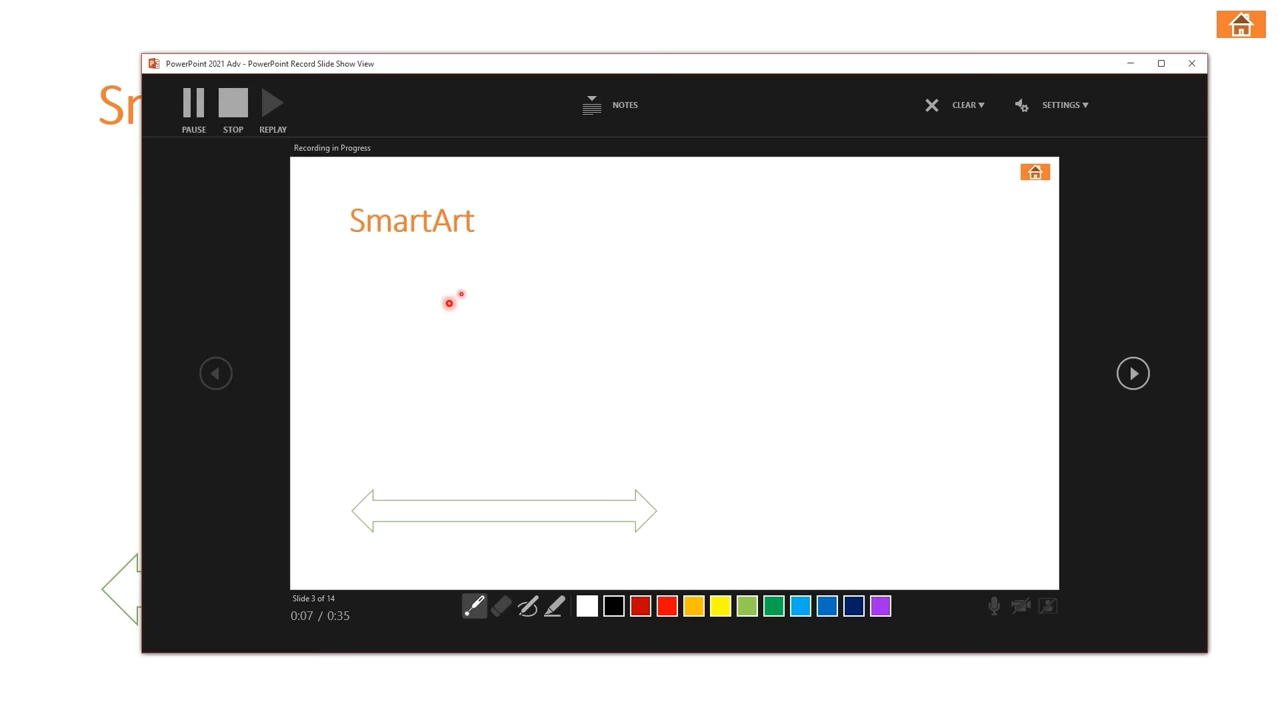 PowerPoint 2021 Adv - PowerPoint Record Slide Show View
PAUSE
STOP
REPLAY
NOTES
CLEAR
SETTINGS
Recording in Progress
Sr
SmartArt
Slide 3 of 14
0:07 / 0:35